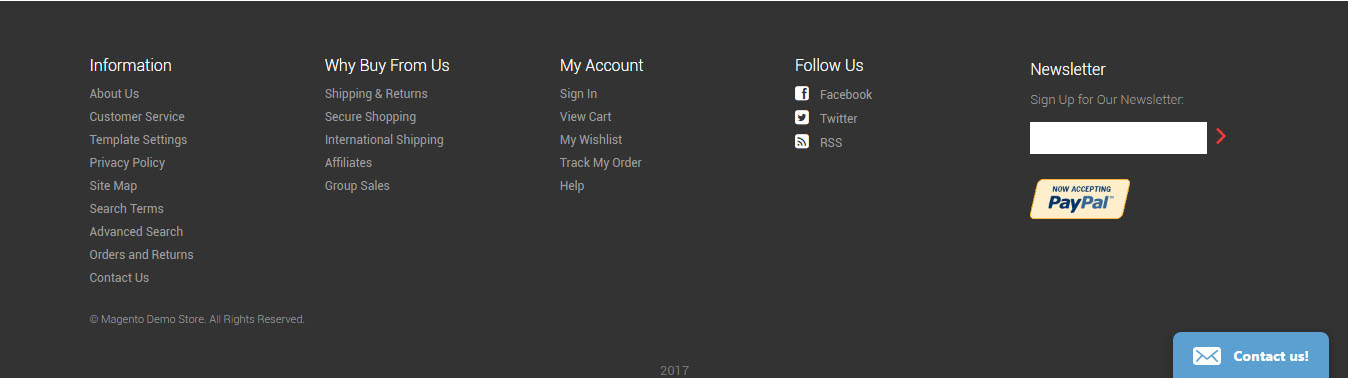 Information
About Us
Customer Service
Template Settings
Privacy Policy
Site Map
Search Terms
Advanced Search
Orders and Returns
Contact Us
Why Buy From Us
Shipping & Returns
Secure Shopping
International Shipping
Affiliates
Group Sales
My Account
Sign In
View Cart
My Wishlist
Track My Order
Help
Follow Us
Facebook
Twitter
RSS
Newsletter
Sign Up for Our Newsletter:
NOW ACCEPTING
PayPal™
© Magento Demo Store. All Rights Reserved.
2017
Contact us!